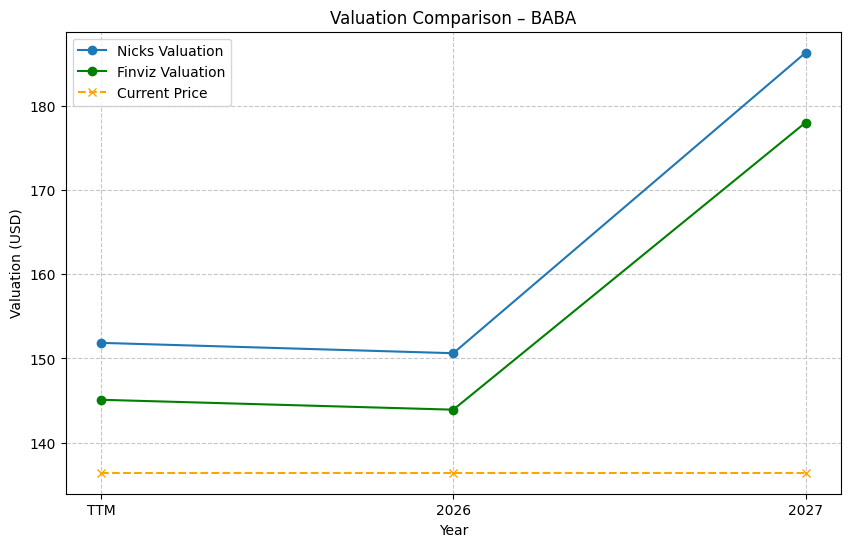 Valuation Comparison – BABA
Nicks Valuation
Finviz Valuation
Current Price
Valuation (USD)
180
170
160
150
140
TTM
2026
2027
Year